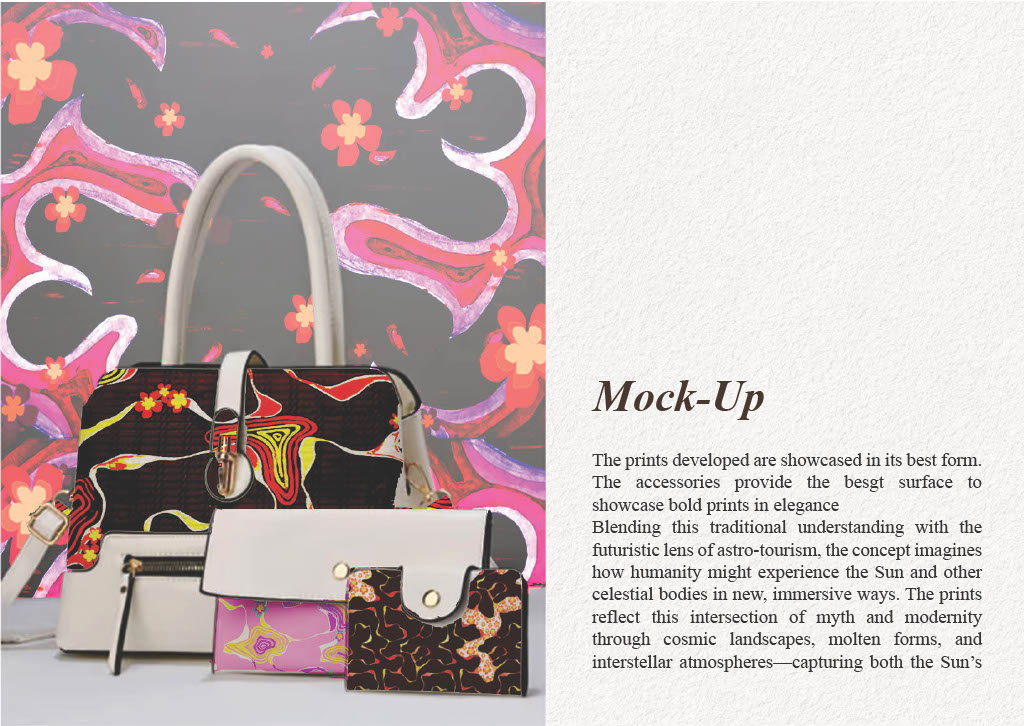 Mock-Up
The prints developed are showcased in its best form.
The accessories provide the besgt surface to
showcase bold prints in elegance
Blending this traditional understanding with the
futuristic lens of astro-tourism, the concept imagines
how humanity might experience the Sun and other
celestial bodies in new, immersive ways. The prints
reflect this intersection of myth and modernity
through cosmic landscapes, molten forms, and
interstellar atmospheres—capturing both the Sun’s